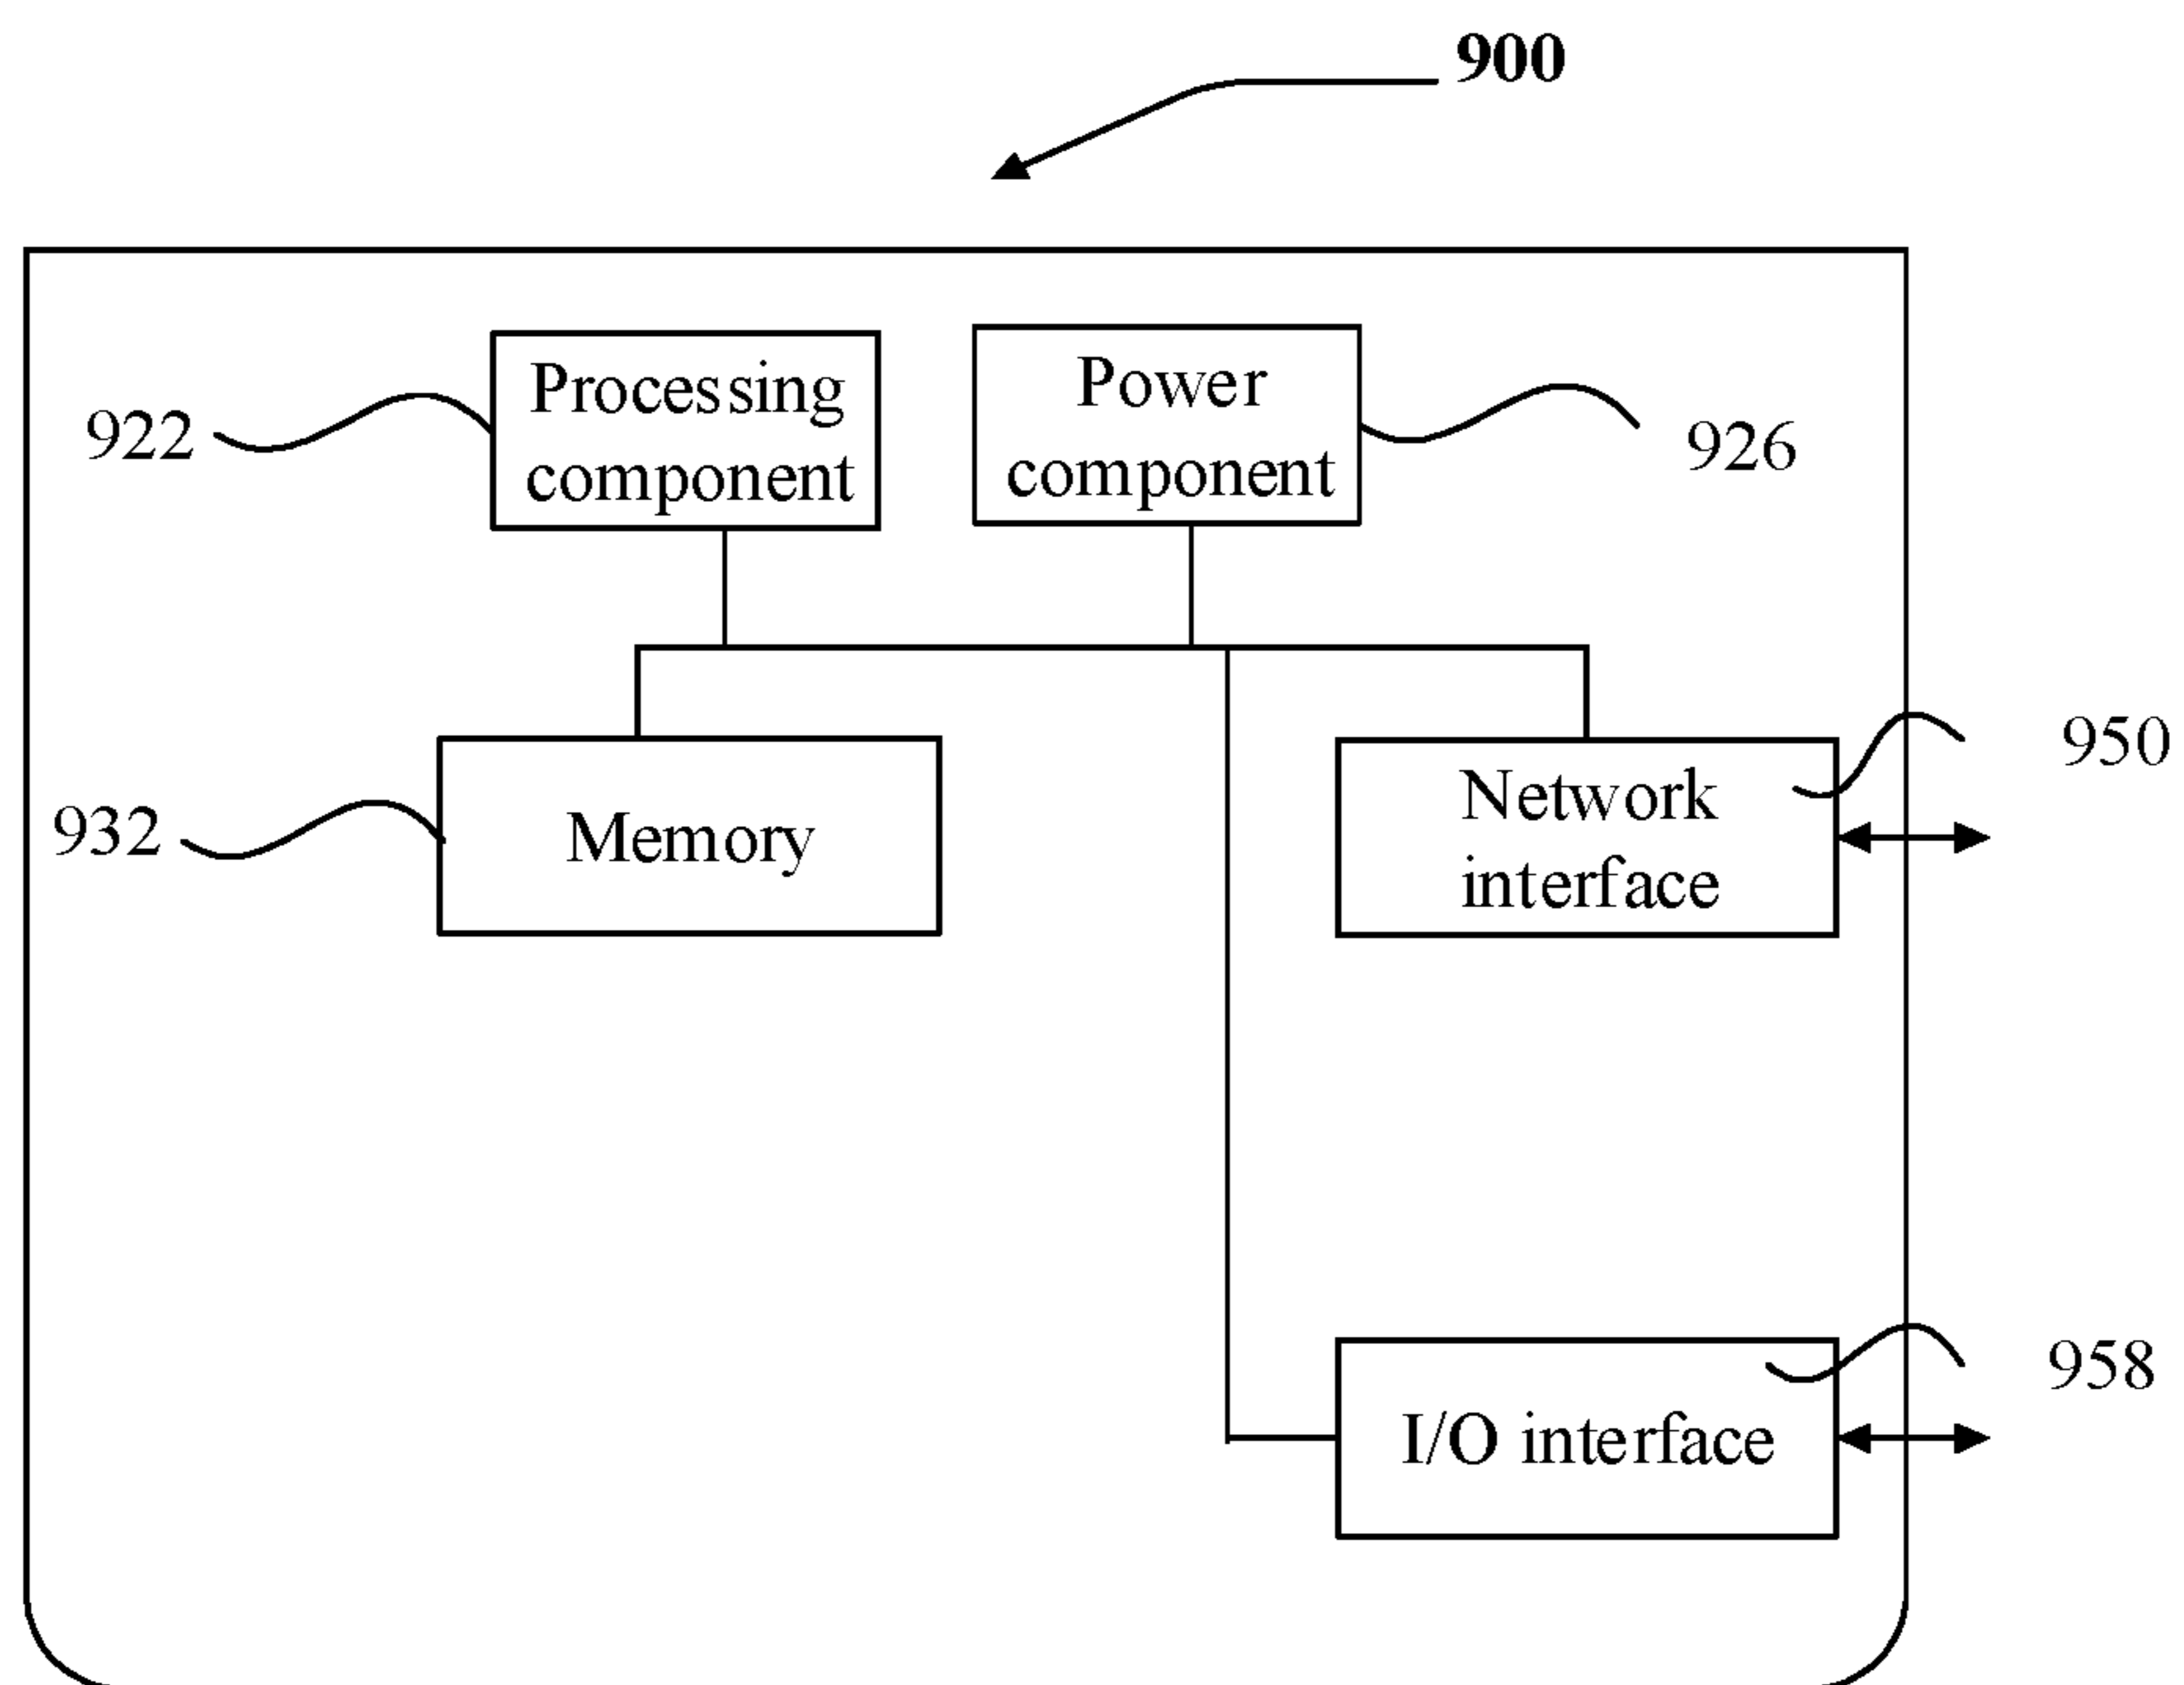 900
Processing
component
Power
component
922
926
950
932
Memory
Network
interface
958
I/O interface